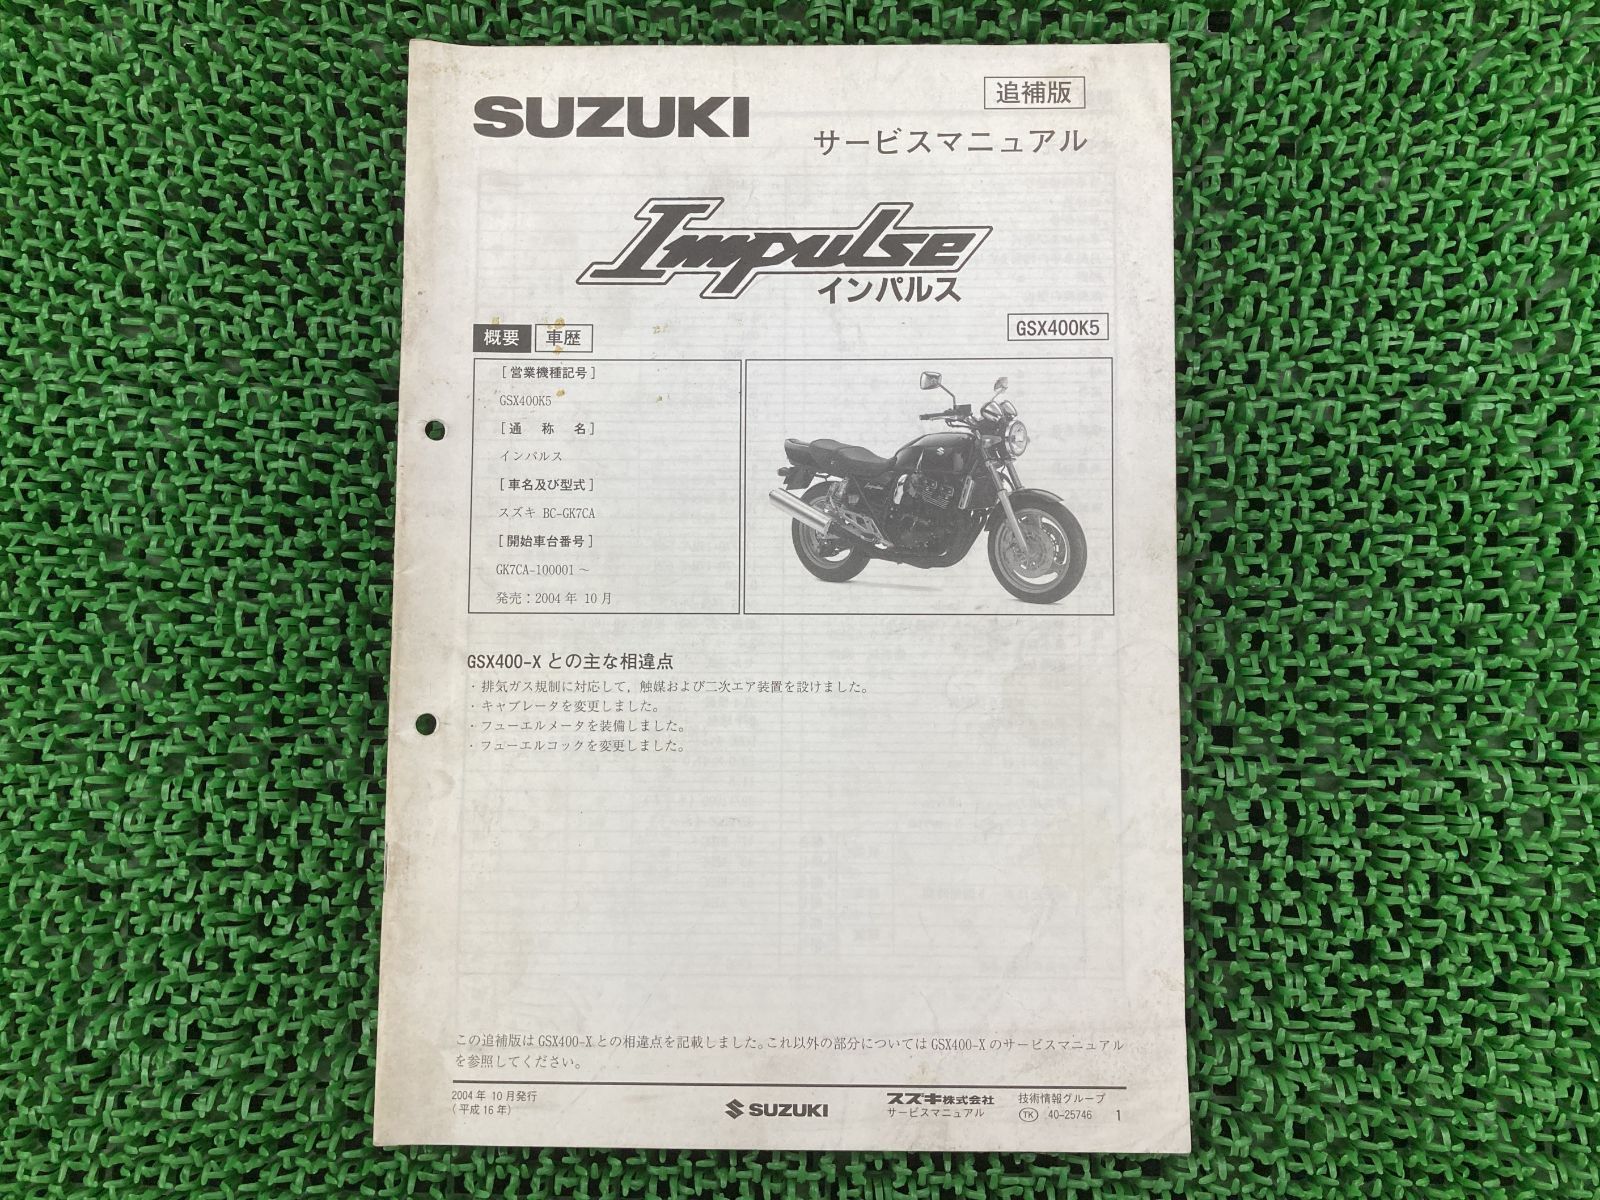 SUZUKI
追補版
サービスマニュアル
Impulse
インパルス
概要 車歴
GSX400K5
[営業機種記号]
GSX400K5
[通 称 名]
インパルス
[車名及び型式]
スズキ BC-GK7CA
[開始車台番号]
GK7CA-100001～
発売：2004年 10月
GSX400-X との主な相違点
・排気ガス規制に対応して，触媒および二次エア装置を設けました。
・キャブレータを変更しました。
・フューエルメータを装備しました。
・フューエルコックを変更しました。
この追補版は GSX400-X との相違点を記載しました。これ以外の部分については GSX400-X のサービスマニュアル
を参照してください。
2004年 10月発行
(平成16年)
SUZUKI
スズキ株式会社
サービスマニュアル
技術情報グループ
TK 40-25746 1